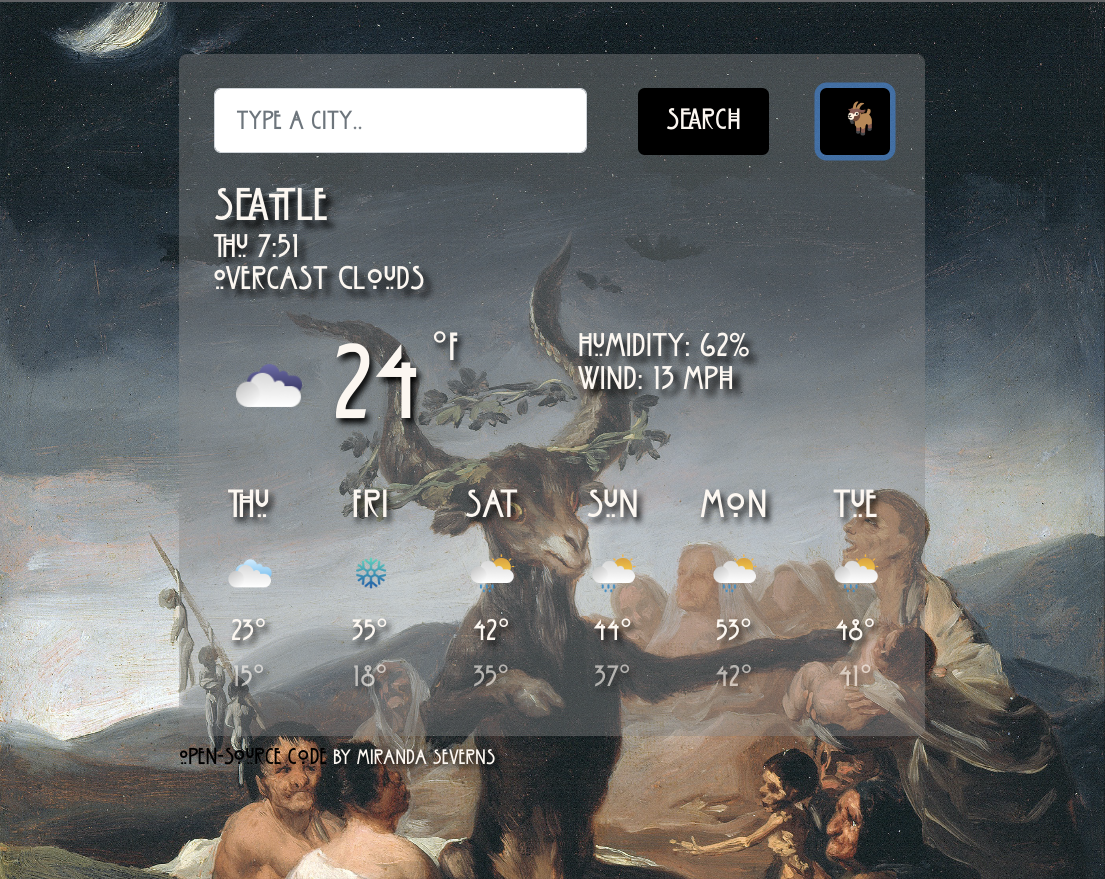 TYPE A CITY..
SEARCH
SEATTLE
THU 7:51
OVERCAST CLOUDS
24 °F
HUMIDITY: 62%
WIND: 13 MPH
THU FRI SAT SUN MON TUE
23° 35° 42° 44° 53° 48°
15° 18° 35° 37° 42° 41°
OPEN-SOURCE CODE BY MIRANDA SEVERNS